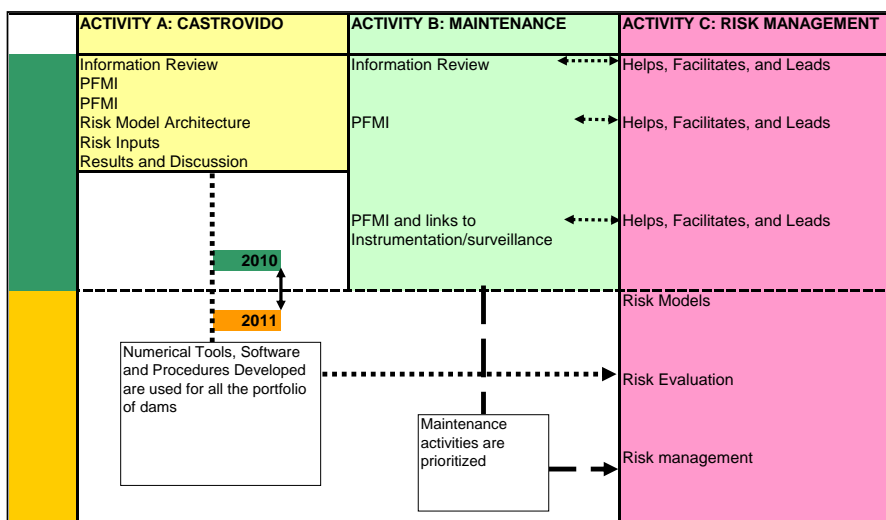 ACTIVITY A: CASTROVIDO
ACTIVITY B: MAINTENANCE
ACTIVITY C: RISK MANAGEMENT
Information Review
PFMI
PFMI
Risk Model Architecture
Risk Inputs
Results and Discussion
Information Review
PFMI
PFMI and links to
Instrumentation/surveillance
Helps, Facilitates, and Leads
Helps, Facilitates, and Leads
Helps, Facilitates, and Leads
2010
2011
Numerical Tools, Software
and Procedures Developed
are used for all the portfolio
of dams
Maintenance
activities are
prioritized
Risk Models
Risk Evaluation
Risk management